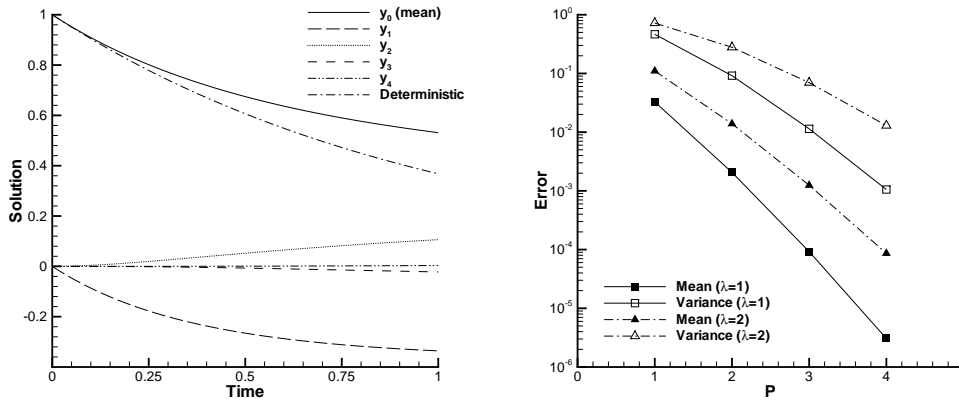 Solution
1
0.8
0.6
0.4
0.2
0
-0.2
0
0.25
0.5
0.75
1
Time
y0 (mean)
y1
y2
y3
y4
Deterministic
Error
10^1
10^0
10^-1
10^-2
10^-3
10^-4
10^-5
10^-6
1
2
3
4
P
Mean (λ=1)
Variance (λ=1)
Mean (λ=2)
Variance (λ=2)